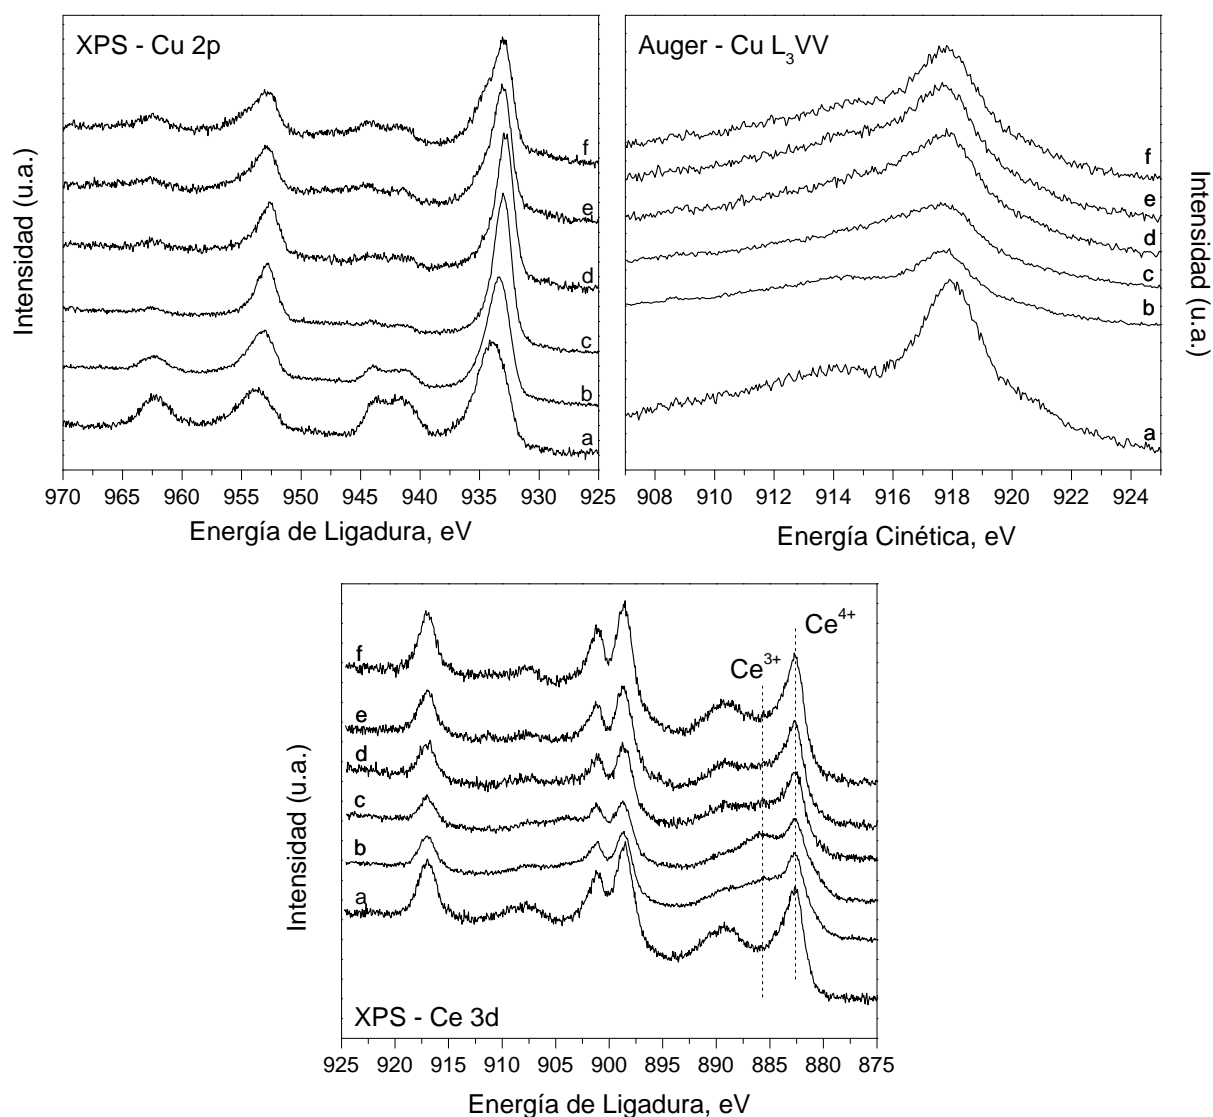 XPS - Cu 2p
Intensidad (u.a.)
f
e
d
c
b
a
970 965 960 955 950 945 940 935 930 925
Energía de Ligadura, eV
Auger - Cu L3VV
f
e
d
c
b
a
Intensidad (u.a.)
908 910 912 914 916 918 920 922 924
Energía Cinética, eV
Ce4+
Ce3+
f
e
d
c
b
a
Intensidad (u.a.)
XPS - Ce 3d
925 920 915 910 905 900 895 890 885 880 875
Energía de Ligadura, eV